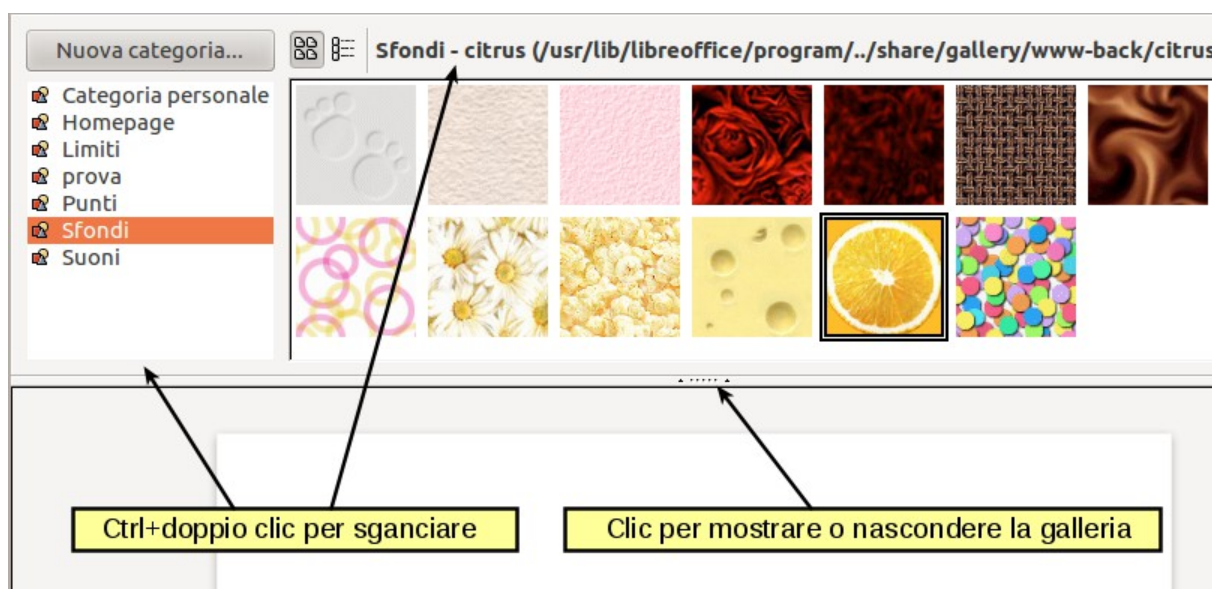 Nuova categoria...
Sfondi - citrus (/usr/lib/libreoffice/program/../share/gallery/www-back/citrus
Categoria personale
Homepage
Limiti
prova
Punti
Sfondi
Suoni
Ctrl+doppio clic per sganciare
Clic per mostrare o nascondere la galleria